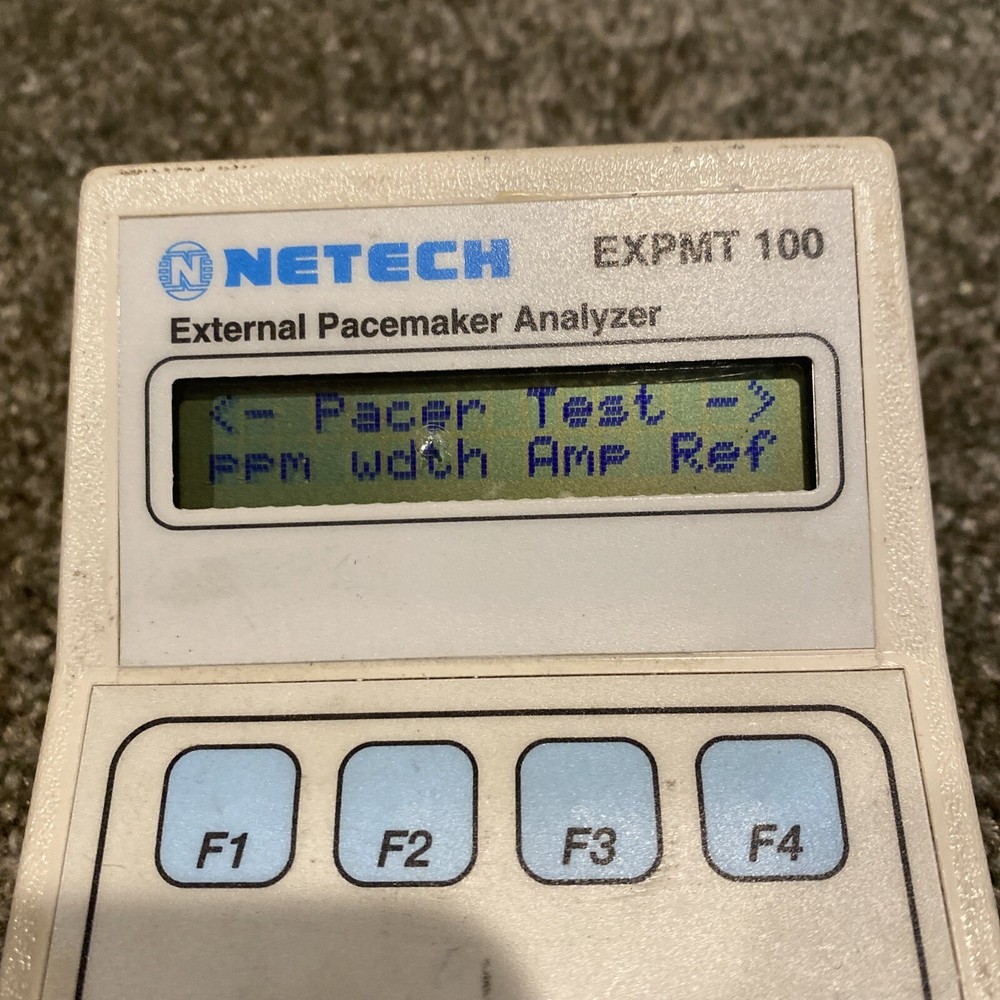 NETECH EXPMT 100
External Pacemaker Analyzer
<- Pacer Test ->
ppm wdth Amp Ref
F1 F2 F3 F4